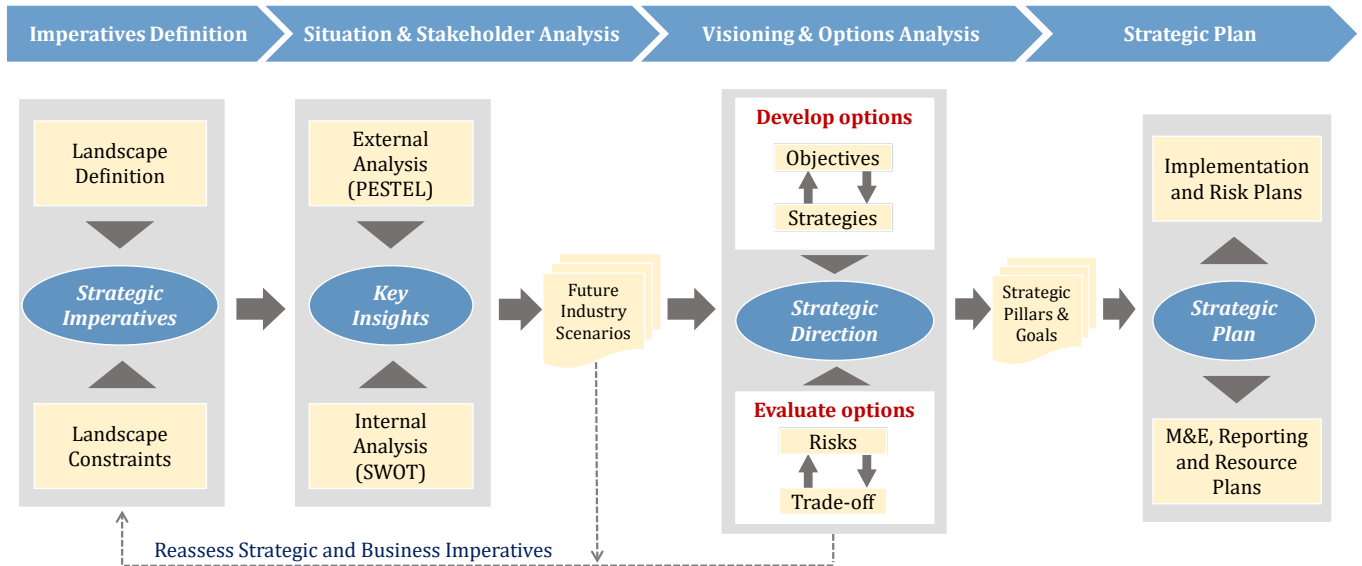 Imperatives Definition
Situation & Stakeholder Analysis
Visioning & Options Analysis
Strategic Plan
Landscape
Definition
Strategic
Imperatives
Landscape
Constraints
External
Analysis
(PESTEL)
Key
Insights
Internal
Analysis
(SWOT)
Future
Industry
Scenarios
Develop options
Objectives
Strategies
Strategic
Direction
Evaluate options
Risks
Trade-off
Strategic
Pillars &
Goals
Implementation
and Risk Plans
Strategic
Plan
M&E, Reporting
and Resource
Plans
Reassess Strategic and Business Imperatives